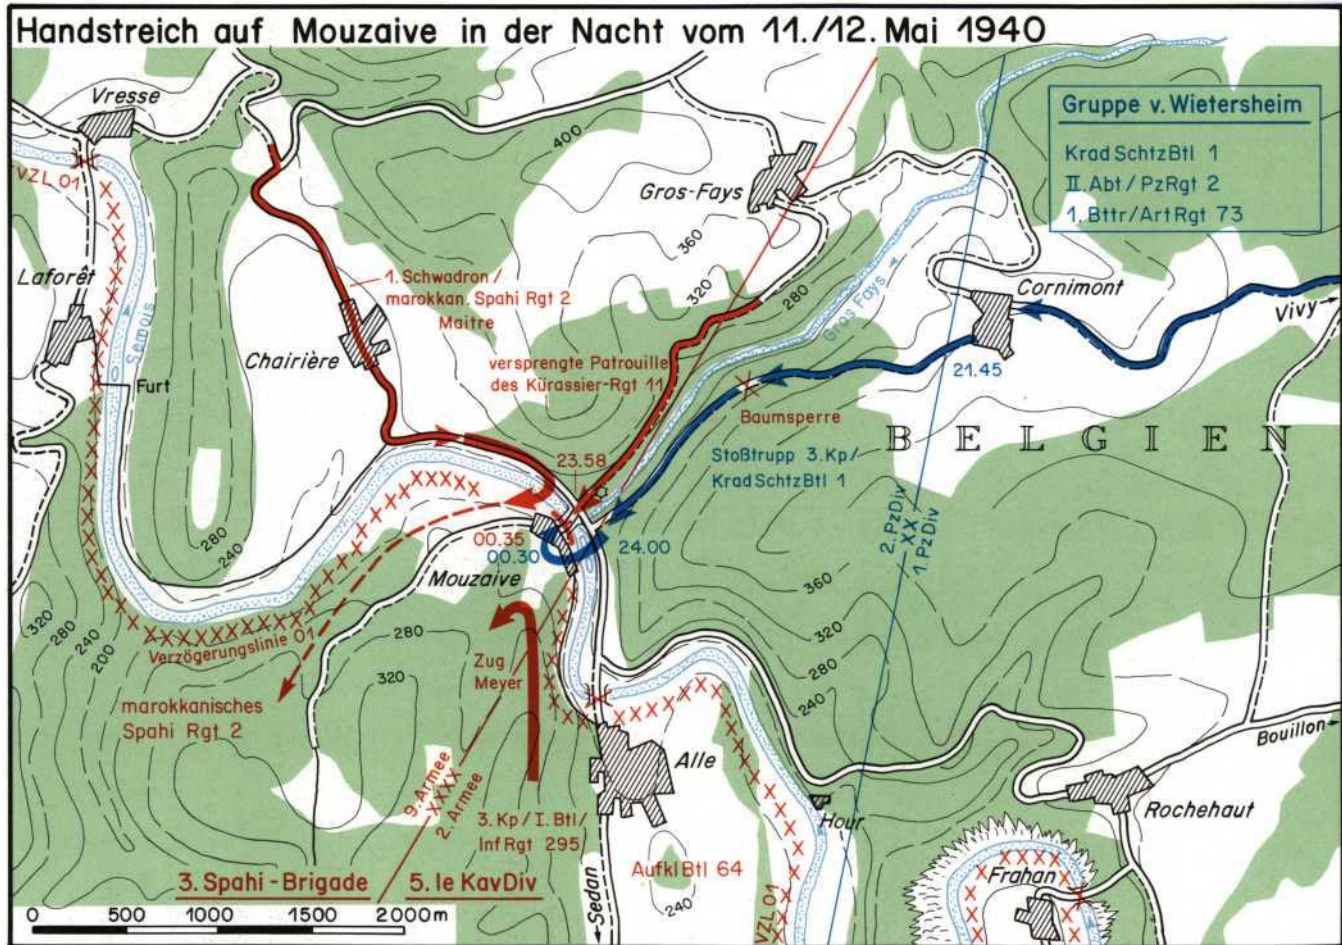 Handstreich auf Mouzaive in der Nacht vom 11./12. Mai 1940
Vresse
VZL 01
Laforêt
Semois
Furt
Chairière
1. Schwadron /
marokkan. Spahi Rgt 2
Maitre
400
Gros-Fays
360
320
280
Gros Fays
Gruppe v. Wietersheim
Krad SchtzBtl 1
II. Abt / PzRgt 2
1. Bttr/ArtRgt 73
Cornimont
Vivy
21.45
versprengte Patrouille
des Kürassier-Rgt 11
Baumsperre
BELGIEN
Stoßtrupp 3. Kp/
Krad SchtzBtl 1
23.58
00.35
00.30
24.00
Mouzaive
2. PzDiv
XX
1. PzDiv
280
240
320
280
240
200
Verzögerungslinie 01
280
320
360
320
280
240
marokkanisches
Spahi Rgt 2
Zug
Meyer
9. Armee
XXXX
2. Armee
Alle
3. Kp / I. Btl /
Inf Rgt 295
Hour
Bouillon
Rochehaut
Frahan
Aufkl Btl 64
240
VZL 01
Sedan
3. Spahi-Brigade
5. le KavDiv
0 500 1000 1500 2000 m